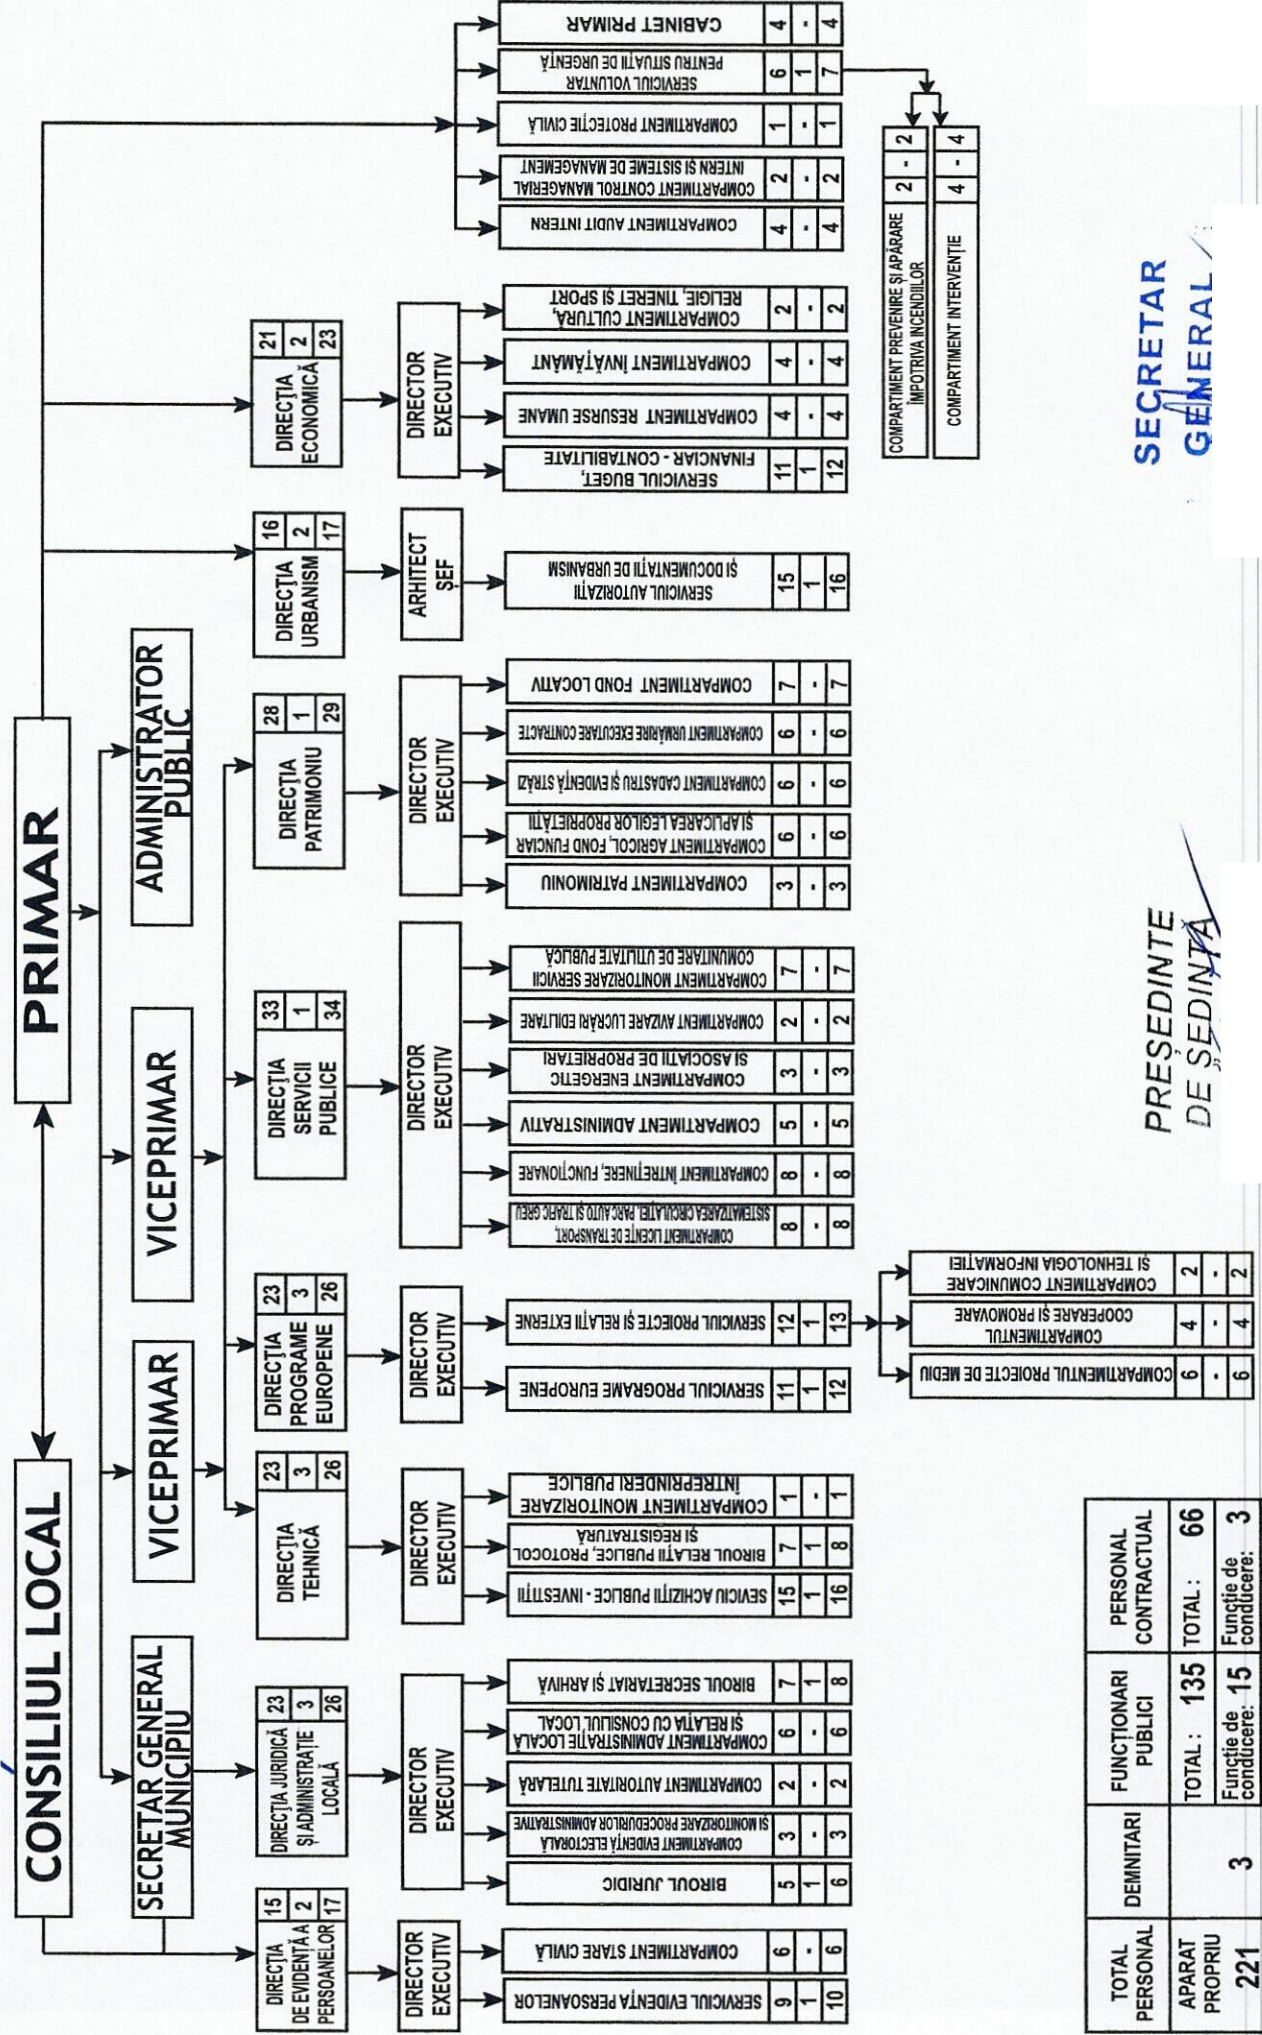 CONSILIUL LOCAL
PRIMAR
SECRETAR GENERAL
MUNICIPIU
VICEPRIMAR
VICEPRIMAR
ADMINISTRATOR
PUBLIC
DIRECȚIA
DE EVIDENȚĂ A
PERSOANELOR
15
2
17
DIRECȚIA JURIDICĂ
ȘI ADMINISTRAȚIE
LOCALĂ
23
3
26
DIRECȚIA
TEHNICĂ
23
3
26
DIRECȚIA
PROGRAME
EUROPENE
23
3
26
DIRECȚIA
SERVICII
PUBLICE
33
1
34
DIRECȚIA
PATRIMONIU
28
1
29
DIRECȚIA
URBANISM
16
2
17
DIRECȚIA
ECONOMICĂ
21
2
23
DIRECTOR
EXECUTIV
DIRECTOR
EXECUTIV
DIRECTOR
EXECUTIV
DIRECTOR
EXECUTIV
DIRECTOR
EXECUTIV
DIRECTOR
EXECUTIV
ARHITECT
ȘEF
DIRECTOR
EXECUTIV
SERVICIUL EVIDENȚA PERSOANELOR
9
1
10
COMPARTIMENT STARE CIVILĂ
6
-
6
BIROUL JURIDIC
5
1
6
COMPARTIMENT EVIDENȚĂ ELECTORALĂ
ȘI MONITORIZARE PROCEDURILOR ADMINISTRATIVE
3
-
3
COMPARTIMENT AUTORITATE TUTELARĂ
2
-
2
COMPARTIMENT ADMINISTRAȚIE LOCALĂ
ȘI RELAȚIA CU CONSILIUL LOCAL
6
-
6
BIROUL SECRETARIAT ȘI ARHIVĂ
7
1
8
SEVICIU ACHIZIȚII PUBLICE - INVESTIȚII
15
1
16
BIROUL RELAȚII PUBLICE, PROTOCOL
ȘI REGISTRATURĂ
7
1
8
COMPARTIMENT MONITORIZARE
ÎNTREPRINDERI PUBLICE
1
-
1
SERVICIUL PROGRAME EUROPENE
11
1
12
SERVICIUL PROIECTE ȘI RELAȚII EXTERNE
12
1
13
COMPARTIMENT LICENȚE DE TRANSPORT,
SISTEMATIZAREA CIRCULAȚIEI, PARC AUTO ȘI TRAFIC GREU
8
-
8
COMPARTIMENT ÎNTREȚINERE, FUNCȚIONARE
8
-
8
COMPARTIMENT ADMINISTRATIV
5
-
5
COMPARTIMENT ENERGETIC
ȘI ASOCIAȚII DE PROPRIETARI
3
-
3
COMPARTIMENT AVIZARE LUCRĂRI EDILITARE
2
-
2
COMPARTIMENT MONITORIZARE SERVICII
COMUNITARE DE UTILITATE PUBLICĂ
7
-
7
COMPARTIMENT PATRIMONIU
3
-
3
COMPARTIMENT AGRICOL, FOND FUNCIAR
ȘI APLICAREA LEGILOR PROPRIETĂȚII
6
-
6
COMPARTIMENT CADASTRU ȘI EVIDENȚĂ STRĂZI
6
-
6
COMPARTIMENT URMĂRIRE EXECUTARE CONTRACTE
6
-
6
COMPARTIMENT FOND LOCATIV
7
-
7
SERVICIUL AUTORIZAȚII
ȘI DOCUMENTAȚII DE URBANISM
15
1
16
SERVICIUL BUGET,
FINANCIAR - CONTABILITATE
11
1
12
COMPARTIMENT RESURSE UMANE
4
-
4
COMPARTIMENT ÎNVĂȚĂMÂNT
4
-
4
COMPARTIMENT CULTURĂ,
RELIGIE, TINERET ȘI SPORT
2
-
2
COMPARTIMENT AUDIT INTERN
4
-
4
COMPARTIMENT CONTROL MANAGERIAL
INTERN ȘI SISTEME DE MANAGEMENT
2
-
2
COMPARTIMENT PROTECȚIE CIVILĂ
1
-
1
SERVICIUL VOLUNTAR
PENTRU SITUAȚII DE URGENȚĂ
6
1
7
CABINET PRIMAR
4
-
4
COMPARTIMENTUL PROIECTE DE MEDIU
6
-
6
COMPARTIMENTUL
COOPERARE ȘI PROMOVARE
4
-
4
COMPARTIMENT COMUNICARE
ȘI TEHNOLOGIA INFORMAȚIEI
2
-
2
COMPARTIMENT PREVENIRE ȘI APĂRARE
ÎMPOTRIVA INCENDIILOR
2 - 2
COMPARTIMENT INTERVENȚIE
4 - 4
TOTAL
PERSONAL
DEMNITARI
FUNCȚIONARI
PUBLICI
PERSONAL
CONTRACTUAL
APARAT
PROPRIU
221
3
TOTAL : 135
Funcție de
conducere: 15
TOTAL : 66
Funcție de
conducere: 3
PREȘEDINTE
DE ȘEDINȚĂ
SECRETAR
GENERAL